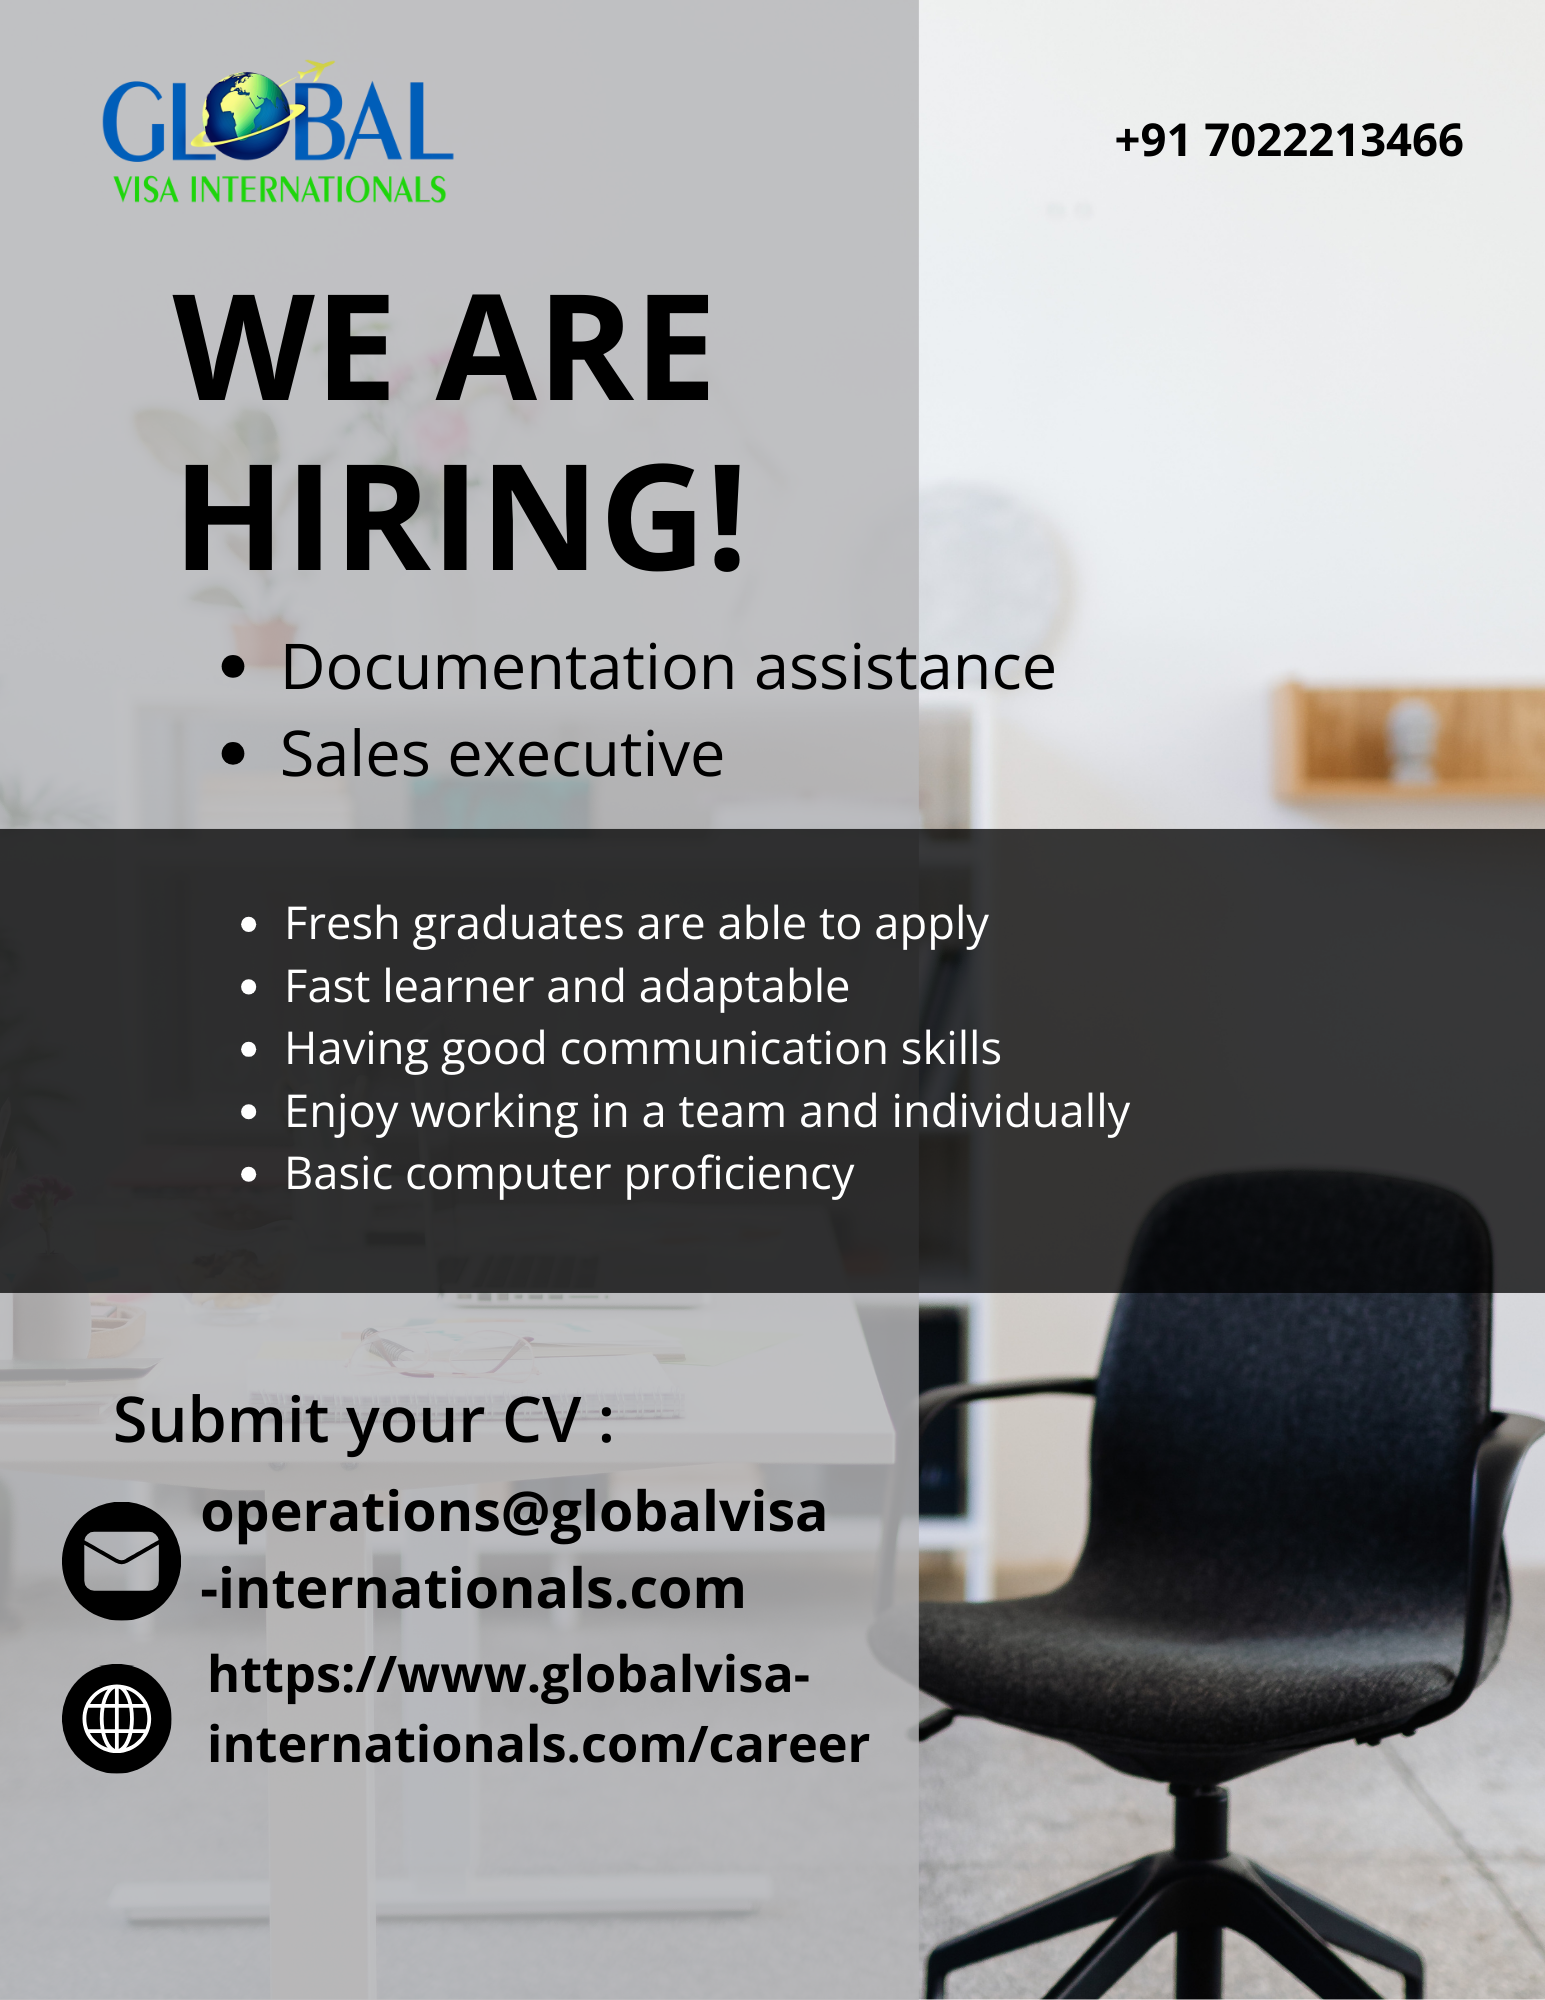 GLOBAL
VISA INTERNATIONALS
+91 7022213466
WE ARE
HIRING!
• Documentation assistance
• Sales executive
• Fresh graduates are able to apply
• Fast learner and adaptable
• Having good communication skills
• Enjoy working in a team and individually
• Basic computer proficiency
Submit your CV :
operations@globalvisa
-internationals.com
https://www.globalvisa-
internationals.com/career